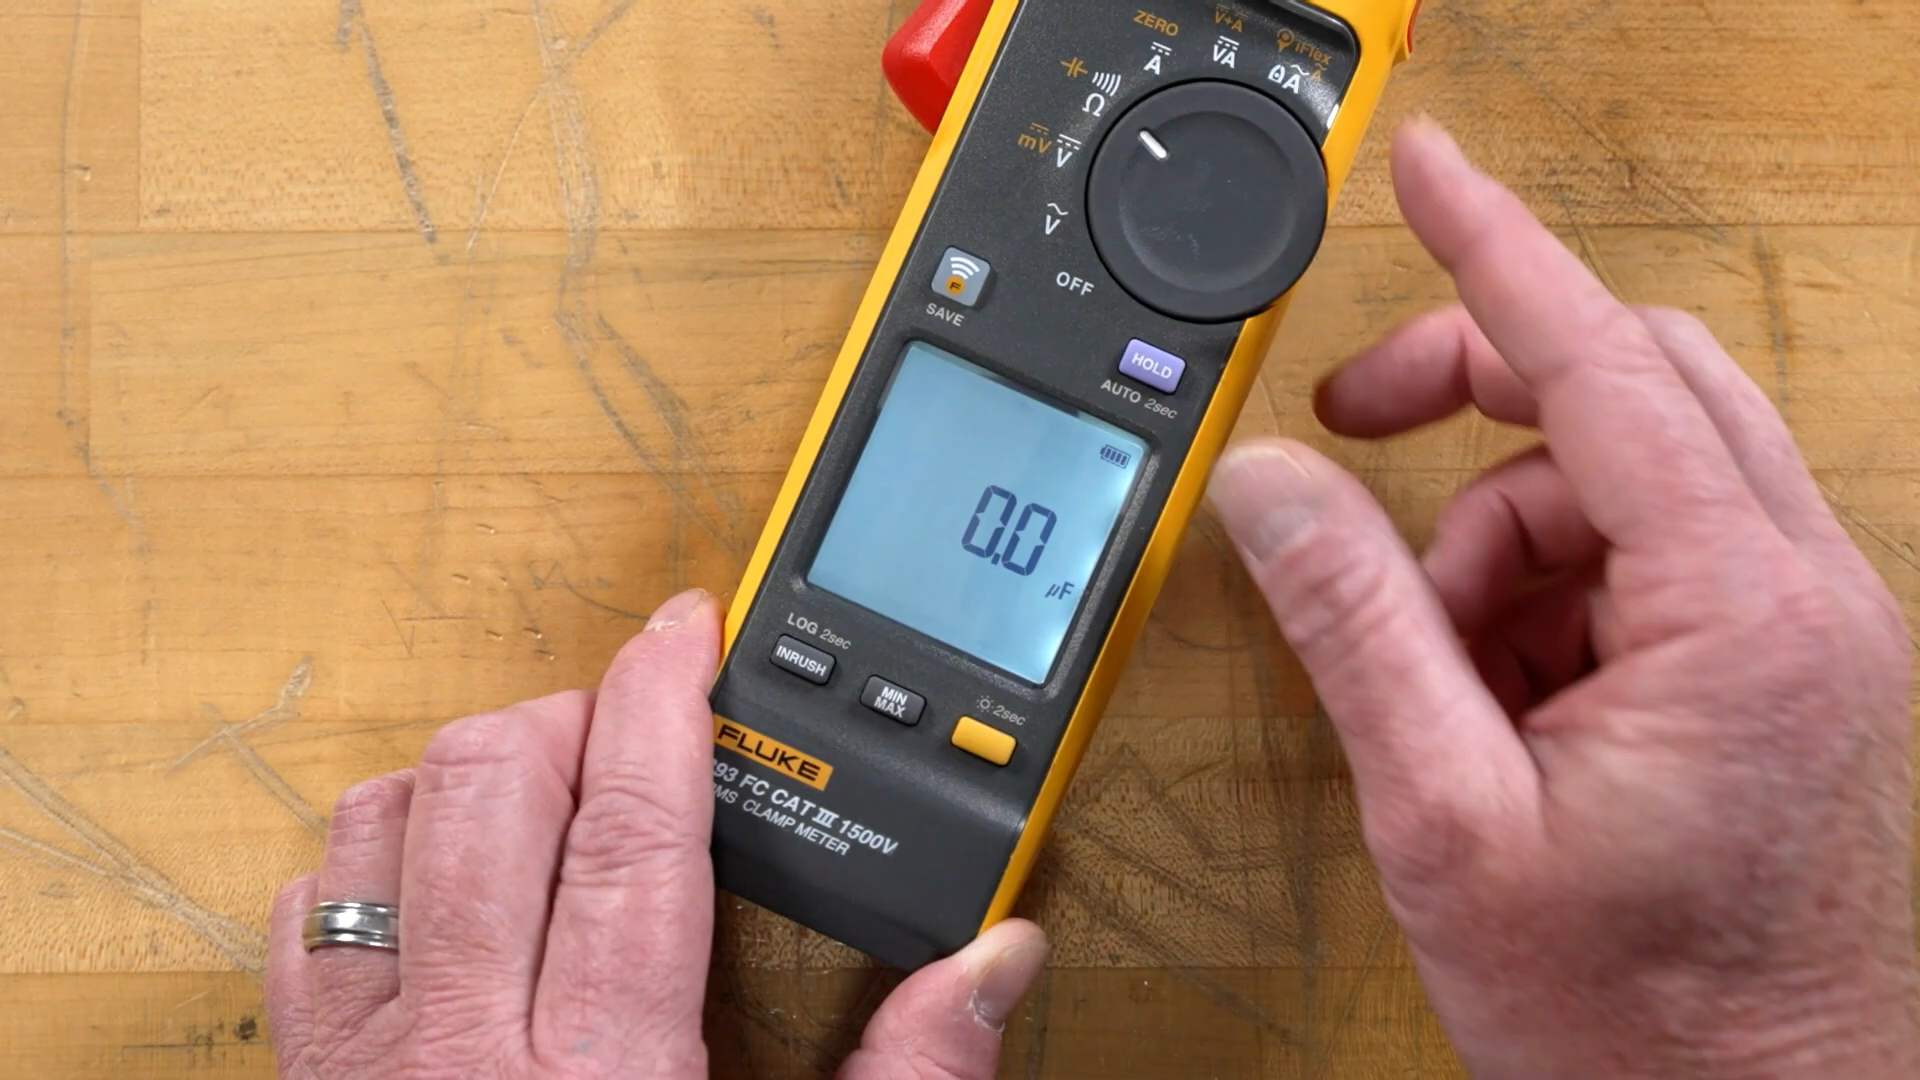 ZERO
V+A
iFlex
A
VA
A
A
Ω
mV V
V
OFF
SAVE
F
HOLD
AUTO 2sec
0.0
µF
LOG 2sec
INRUSH
MIN
MAX
2sec
FLUKE
93 FC CAT III 1500V
CLAMP METER